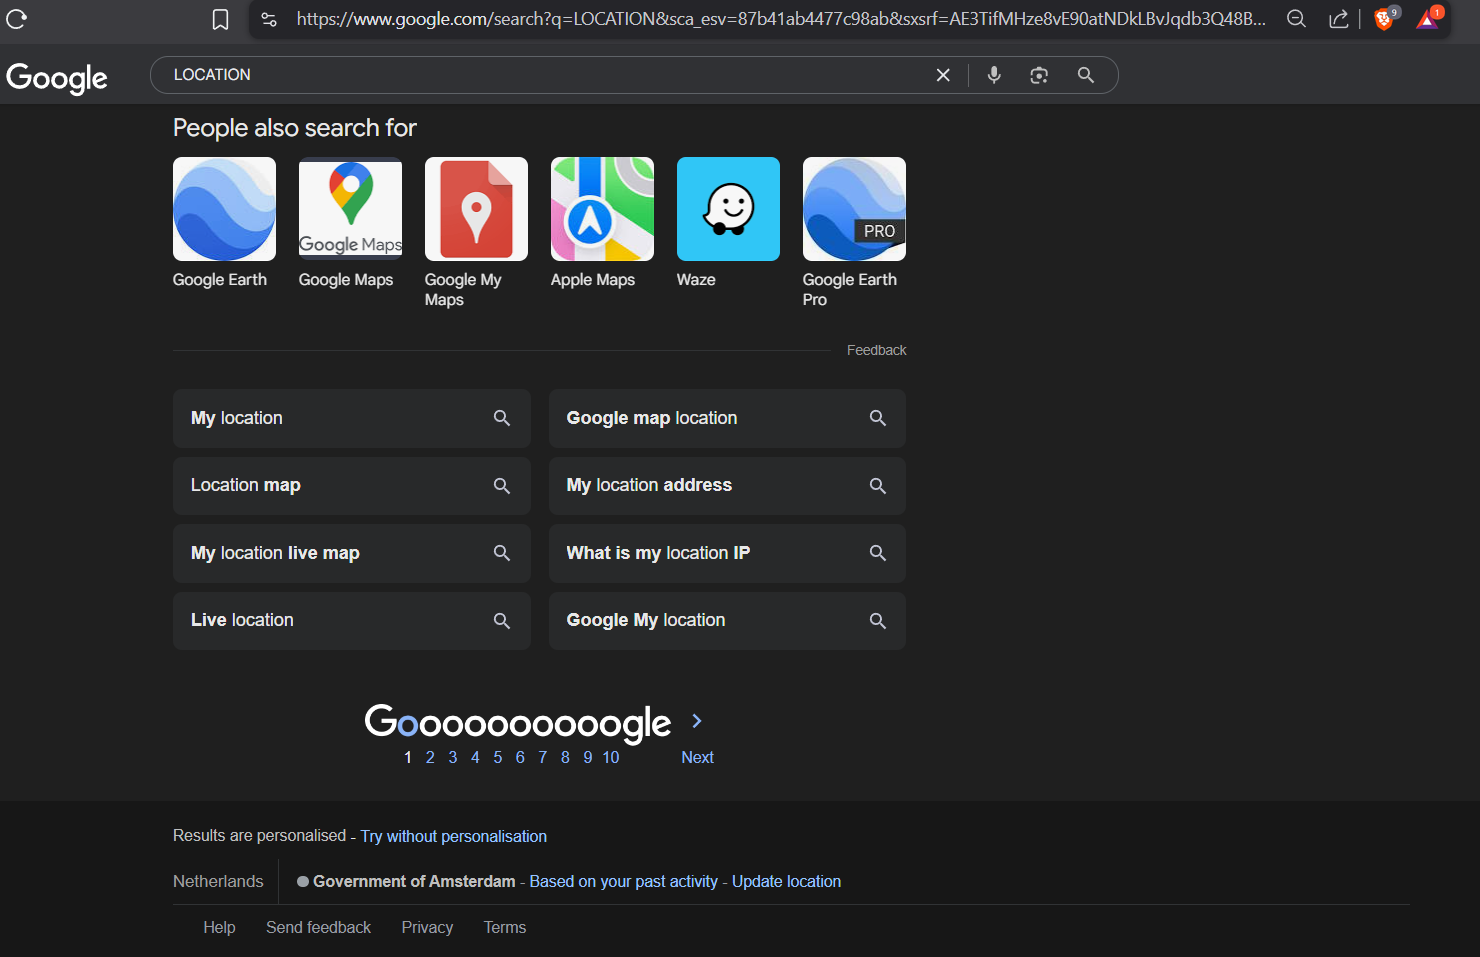 https://www.google.com/search?q=LOCATION&sca_esv=87b41ab4477c98ab&sxsrf=AE3TifMHze8vE90atNDkLBvJqdb3Q48B...
9
1
Google
LOCATION
People also search for
Google Maps
PRO
Google Earth
Google Maps
Google My
Maps
Apple Maps
Waze
Google Earth
Pro
Feedback
My location
Google map location
Location map
My location address
My location live map
What is my location IP
Live location
Google My location
Goooooooooogle
1 2 3 4 5 6 7 8 9 10 Next
Results are personalised - Try without personalisation
Netherlands
Government of Amsterdam - Based on your past activity - Update location
Help Send feedback Privacy Terms